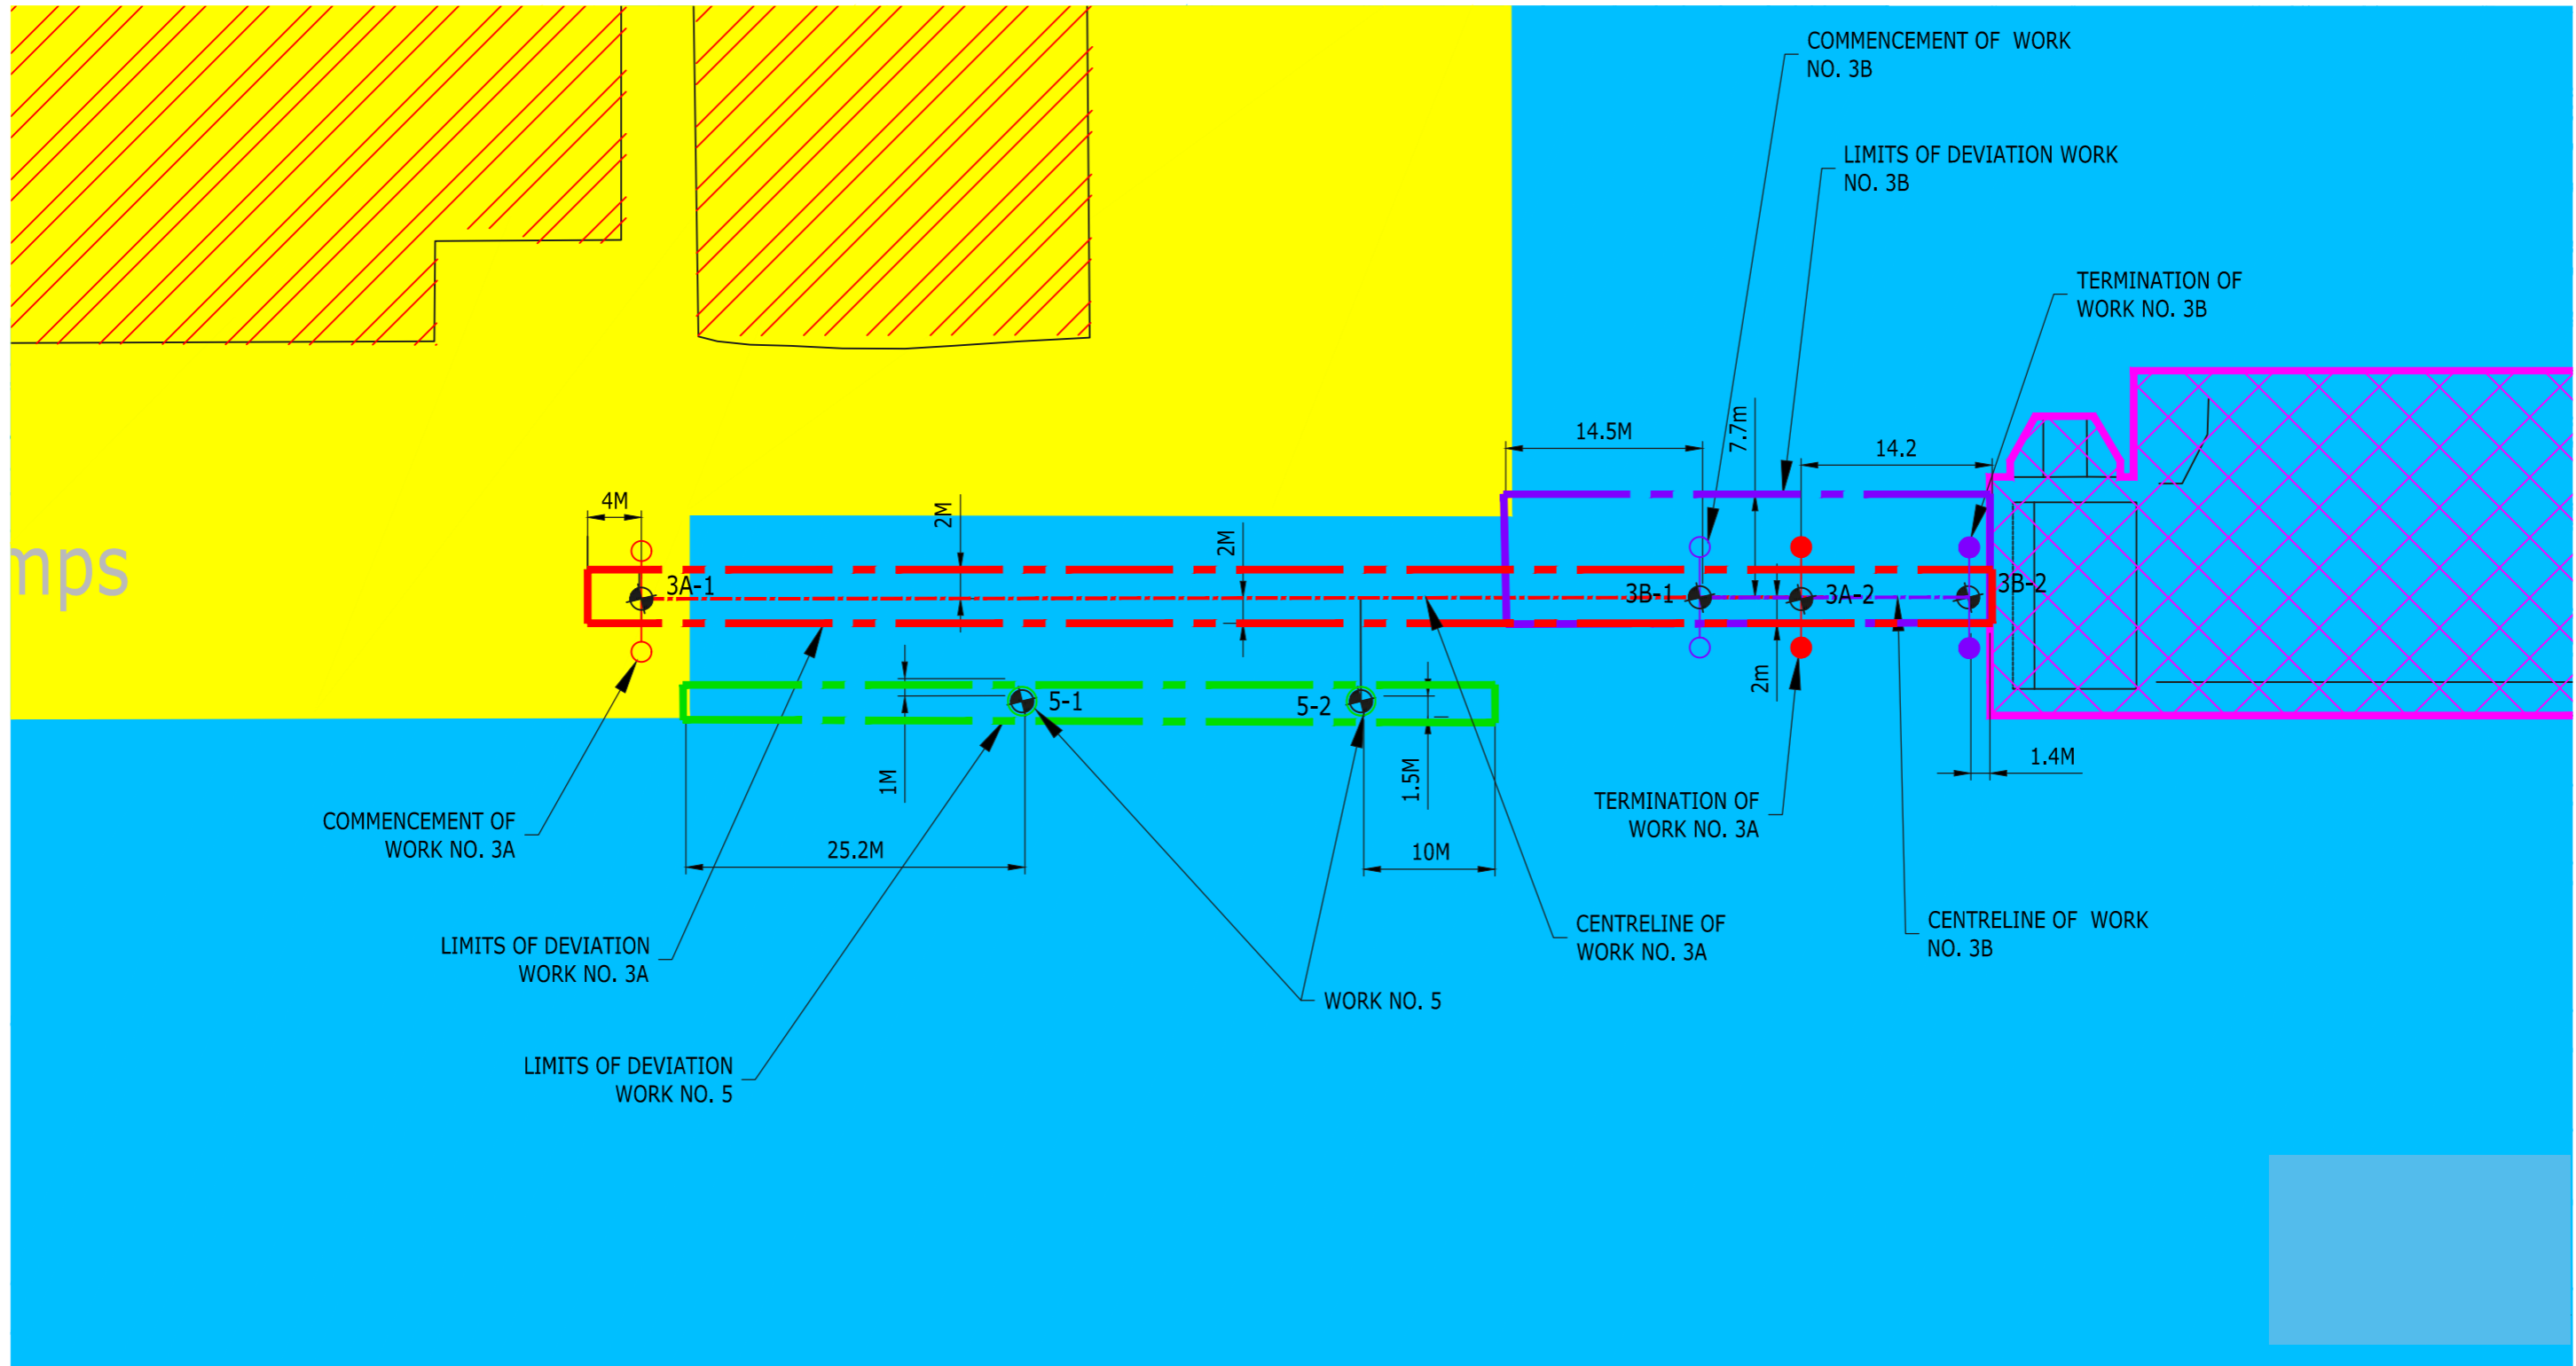 COMMENCEMENT OF WORK
NO. 3B
LIMITS OF DEVIATION WORK
NO. 3B
TERMINATION OF
WORK NO. 3B
14.5M
7.7m
14.2
4M
2M
2M
mps
3A-1
3B-1
3A-2
3B-2
2m
5-1
5-2
1M
1.5M
1.4M
COMMENCEMENT OF
WORK NO. 3A
TERMINATION OF
WORK NO. 3A
25.2M
10M
LIMITS OF DEVIATION
WORK NO. 3A
CENTRELINE OF
WORK NO. 3A
CENTRELINE OF WORK
NO. 3B
WORK NO. 5
LIMITS OF DEVIATION
WORK NO. 5